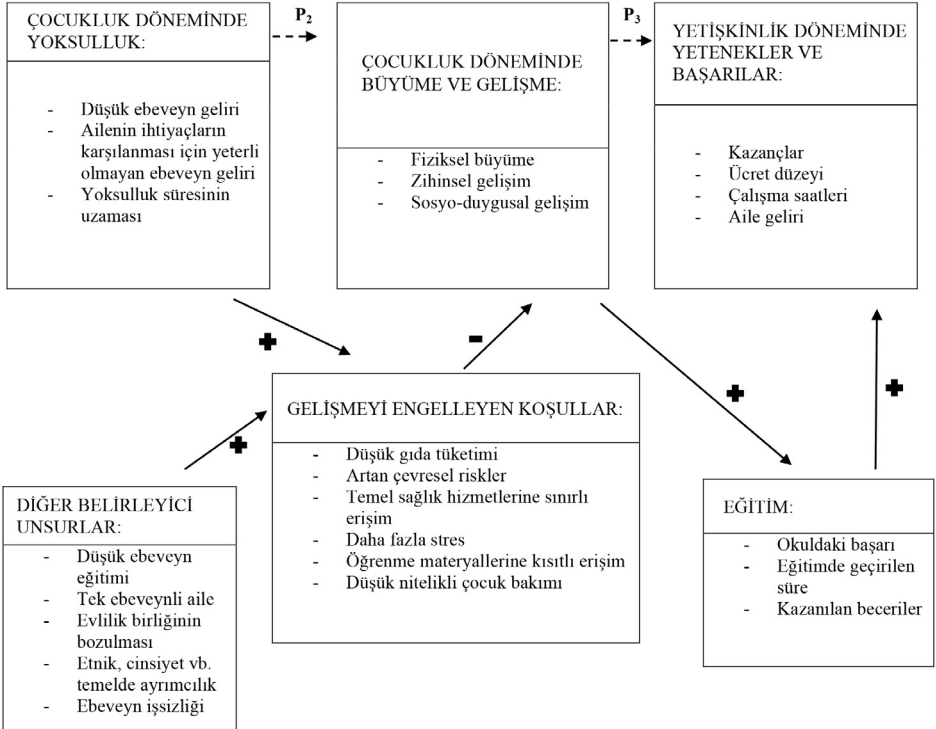 ÇOCUKLUK DÖNEMİNDE
YOKSULLUK:
- Düşük ebeveyn geliri
- Ailenin ihtiyaçların
karşılanması için yeterli
olmayan ebeveyn geliri
- Yoksulluk süresinin
uzaması
P2
ÇOCUKLUK DÖNEMİNDE
BÜYÜME VE GELİŞME:
- Fiziksel büyüme
- Zihinsel gelişim
- Sosyo-duygusal gelişim
P3
YETİŞKİNLİK DÖNEMİNDE
YETENEKLER VE
BAŞARILAR:
- Kazançlar
- Ücret düzeyi
- Çalışma saatleri
- Aile geliri
+
-
+
+
+
GELİŞMEYİ ENGELLEYEN KOŞULLAR:
- Düşük gıda tüketimi
- Artan çevresel riskler
- Temel sağlık hizmetlerine sınırlı
erişim
- Daha fazla stres
- Öğrenme materyallerine kısıtlı erişim
- Düşük nitelikli çocuk bakımı
DİĞER BELİRLEYİCİ
UNSURLAR:
- Düşük ebeveyn
eğitimi
- Tek ebeveynli aile
- Evlilik birliğinin
bozulması
- Etnik, cinsiyet vb.
temelde ayrımcılık
- Ebeveyn işsizliği
EĞİTİM:
- Okuldaki başarı
- Eğitimde geçirilen
süre
- Kazanılan beceriler